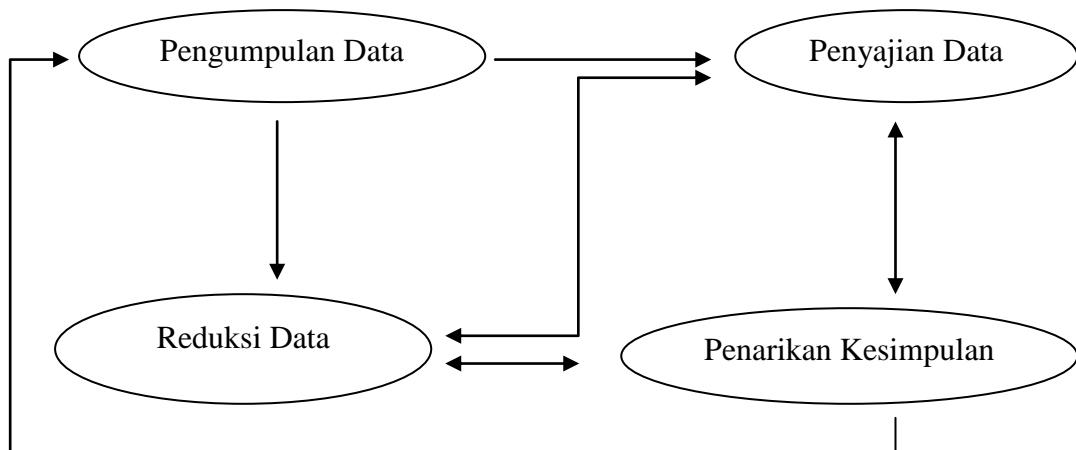 Pengumpulan Data
Penyajian Data
Reduksi Data
Penarikan Kesimpulan